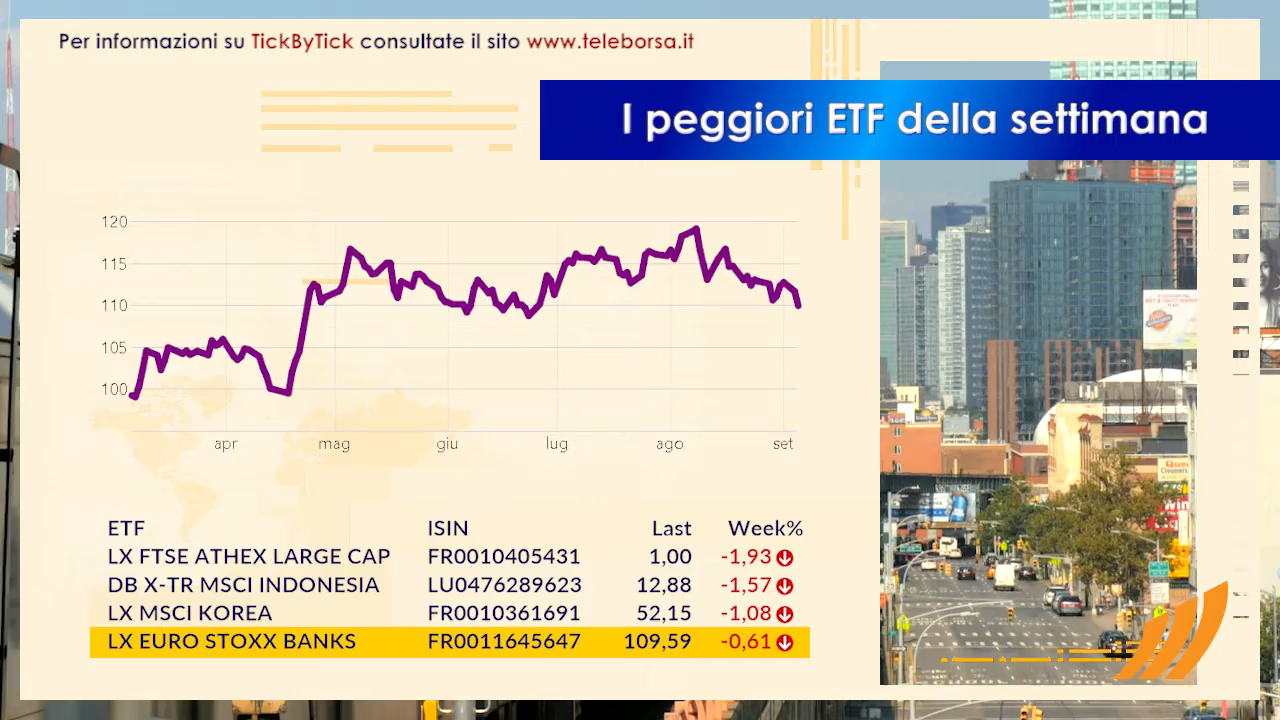 Per informazioni su TickByTick consultate il sito www.teleborsa.it
I peggiori ETF della settimana
120
115
110
105
100
apr mag giu lug ago set
ETF ISIN Last Week%
LX FTSE ATHEX LARGE CAP FR0010405431 1,00 -1,93
DB X-TR MSCI INDONESIA LU0476289623 12,88 -1,57
LX MSCI KOREA FR0010361691 52,15 -1,08
LX EURO STOXX BANKS FR0011645647 109,59 -0,61